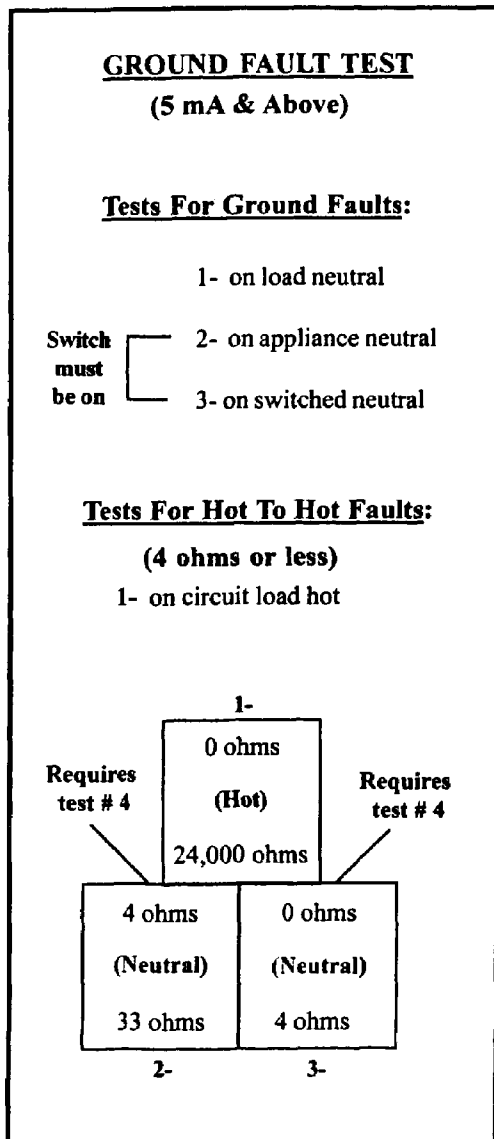 GROUND FAULT TEST
(5 mA & Above)
Tests For Ground Faults:
1- on load neutral
Switch must be on
2- on appliance neutral
3- on switched neutral
Tests For Hot To Hot Faults:
(4 ohms or less)
1- on circuit load hot
1-
0 ohms
(Hot)
24,000 ohms
Requires test # 4
Requires test # 4
4 ohms
(Neutral)
33 ohms
2-
0 ohms
(Neutral)
4 ohms
3-